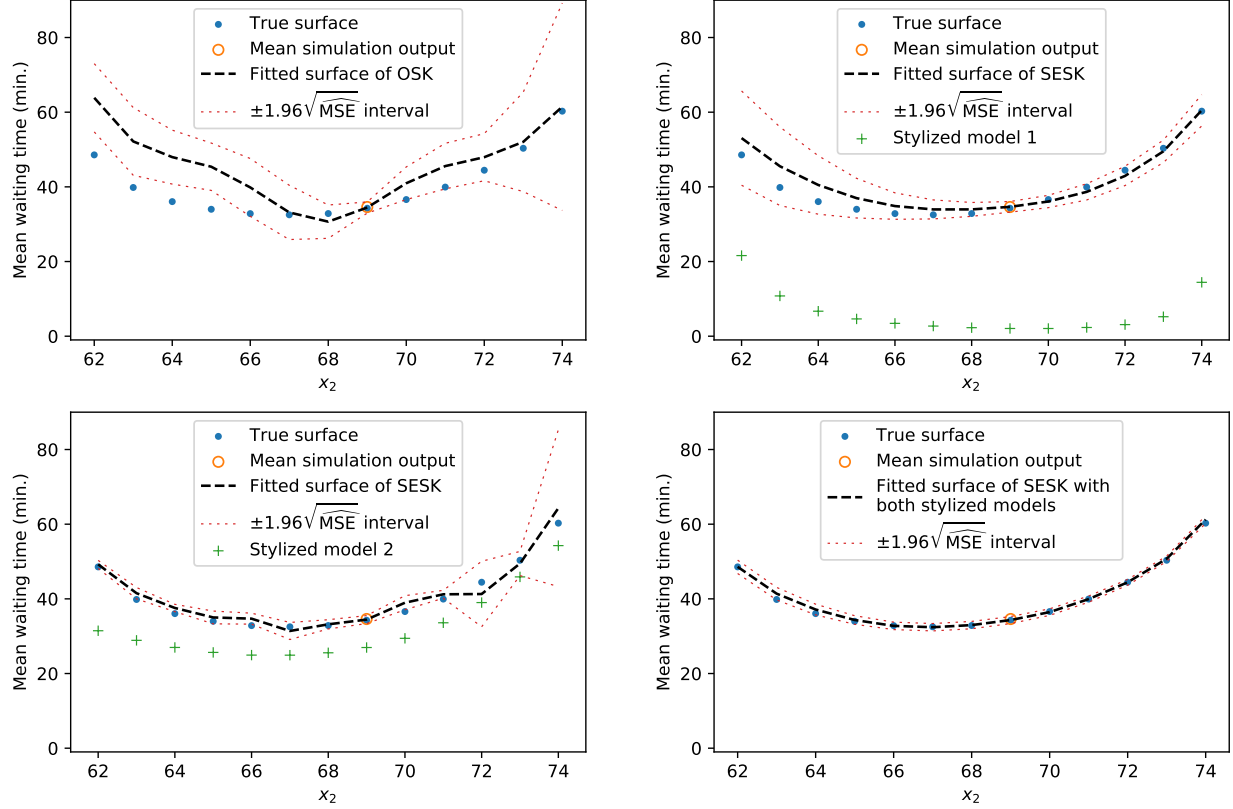 Mean waiting time (min.)
80
60
40
20
0
True surface
Mean simulation output
Fitted surface of OSK
±1.96√MSE interval
62 64 66 68 70 72 74
x₂
Mean waiting time (min.)
80
60
40
20
0
True surface
Mean simulation output
Fitted surface of SESK
±1.96√MSE interval
Stylized model 1
62 64 66 68 70 72 74
x₂
Mean waiting time (min.)
80
60
40
20
0
True surface
Mean simulation output
Fitted surface of SESK
±1.96√MSE interval
Stylized model 2
62 64 66 68 70 72 74
x₂
Mean waiting time (min.)
80
60
40
20
0
True surface
Mean simulation output
Fitted surface of SESK with
both stylized models
±1.96√MSE interval
62 64 66 68 70 72 74
x₂